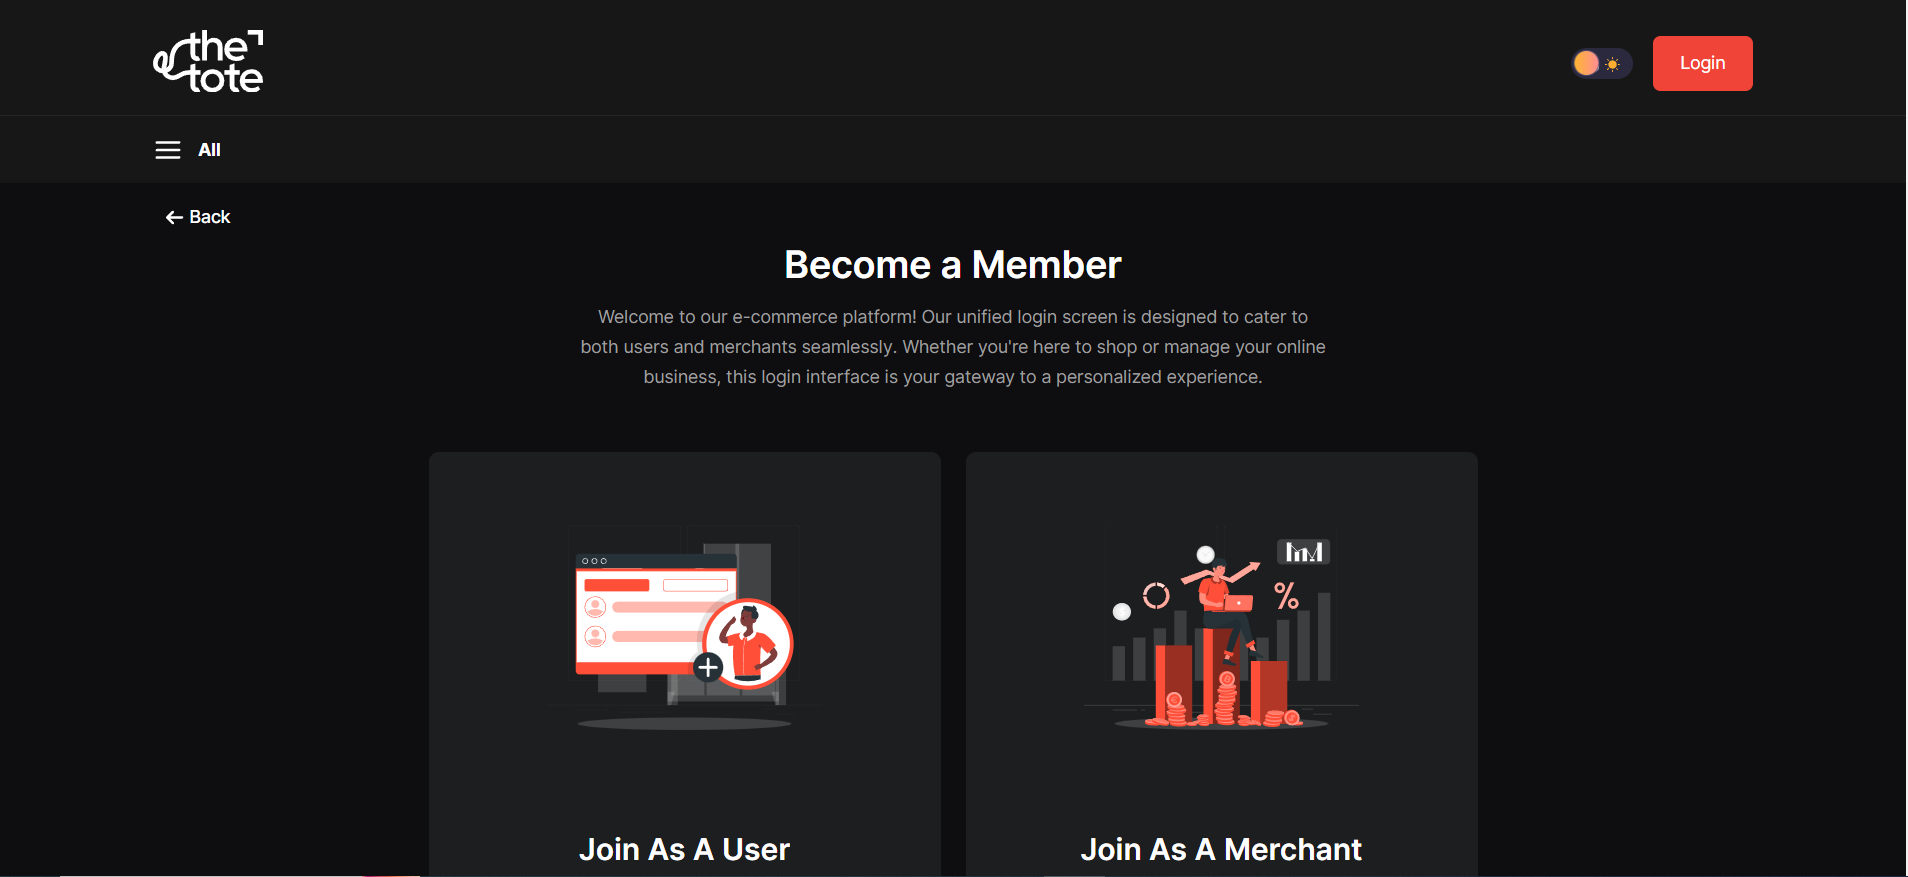 the
tote
Login
All
Back
Become a Member
Welcome to our e-commerce platform! Our unified login screen is designed to cater to
both users and merchants seamlessly. Whether you're here to shop or manage your online
business, this login interface is your gateway to a personalized experience.
%
Join As A User
Join As A Merchant